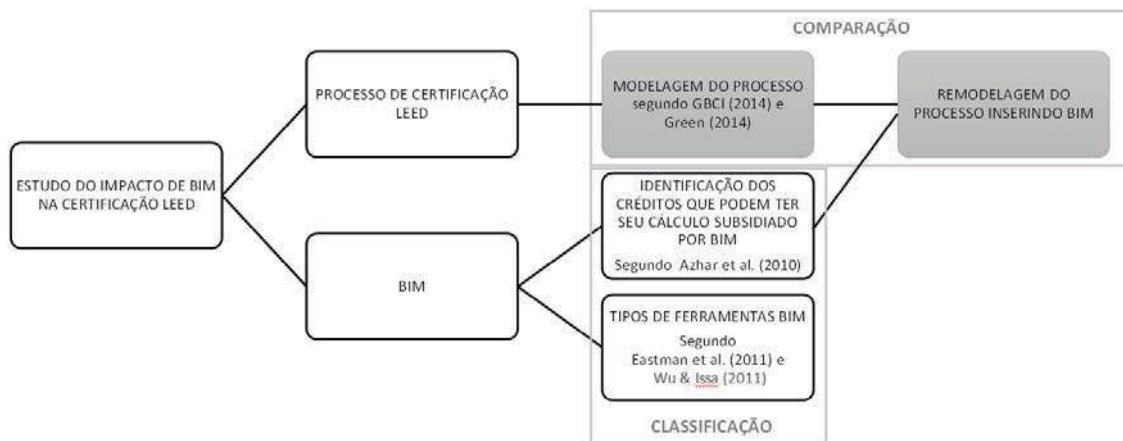 COMPARAÇÃO
ESTUDO DO IMPACTO DE BIM
NA CERTIFICAÇÃO LEED
PROCESSO DE CERTIFICAÇÃO
LEED
MODELAGEM DO PROCESSO
segundo GBCI (2014) e
Green (2014)
REMODELAGEM DO
PROCESSO INSERINDO BIM
BIM
IDENTIFICAÇÃO DOS
CRÉDITOS QUE PODEM TER
SEU CÁLCULO SUBSIDIADO
POR BIM
Segundo Azhar et al. (2010)
TIPOS DE FERRAMENTAS BIM
Segundo
Eastman et al. (2011) e
Wu & Issa (2011)
CLASSIFICAÇÃO